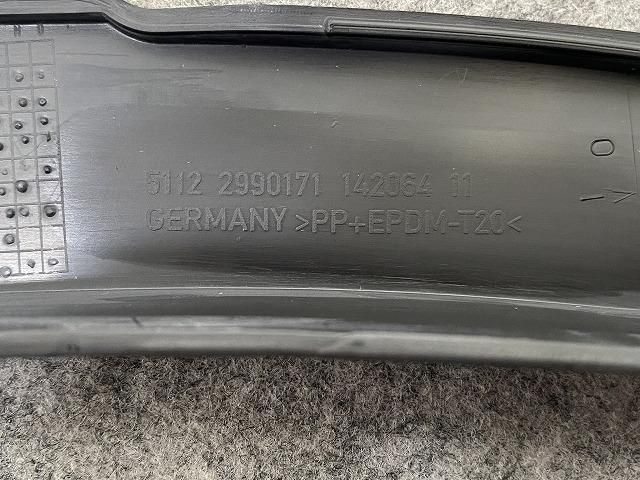 5112 2990171 142064 11
GERMANY >PP+EPDM-T20<